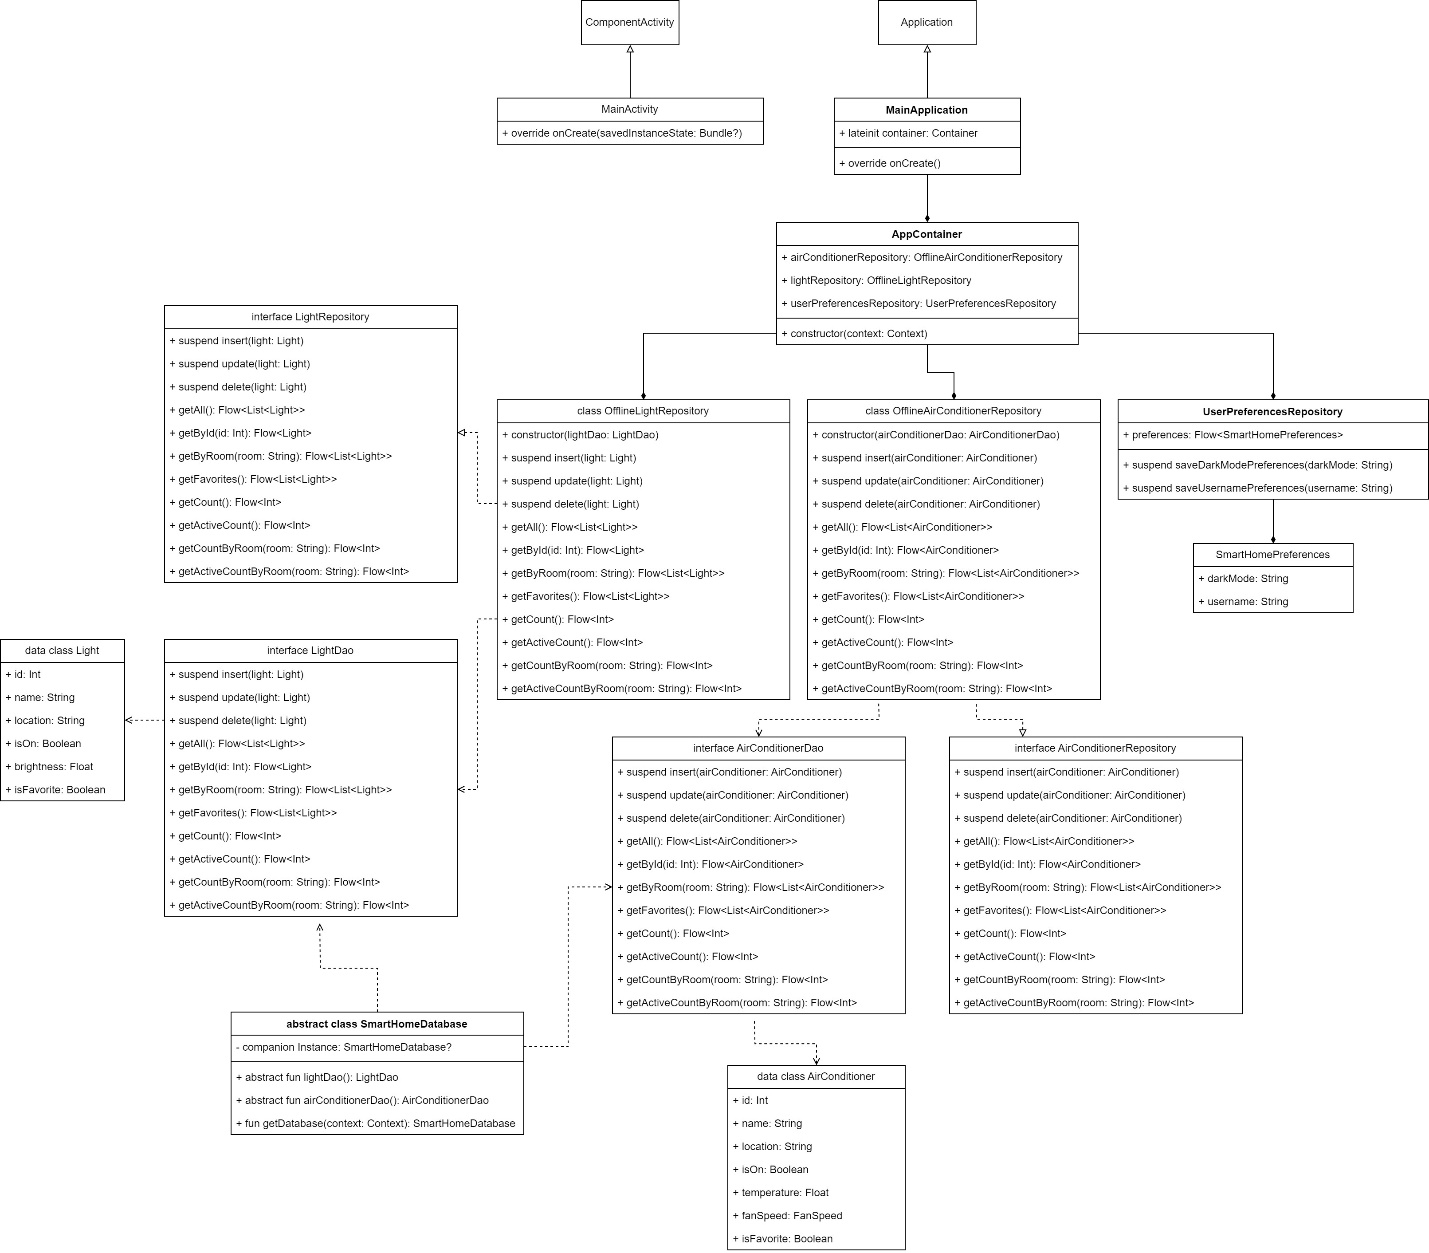 ComponentActivity
Application
MainActivity
+ override onCreate(savedInstanceState: Bundle?)
MainApplication
+ lateinit container: Container
+ override onCreate()
AppContainer
+ airConditionerRepository: OfflineAirConditionerRepository
+ lightRepository: OfflineLightRepository
+ userPreferencesRepository: UserPreferencesRepository
+ constructor(context: Context)
interface LightRepository
+ suspend insert(light: Light)
+ suspend update(light: Light)
+ suspend delete(light: Light)
+ getAll(): Flow<List<Light>>
+ getById(id: Int): Flow<Light>
+ getByRoom(room: String): Flow<List<Light>>
+ getFavorites(): Flow<List<Light>>
+ getCount(): Flow<Int>
+ getActiveCount(): Flow<Int>
+ getCountByRoom(room: String): Flow<Int>
+ getActiveCountByRoom(room: String): Flow<Int>
class OfflineLightRepository
+ constructor(lightDao: LightDao)
+ suspend insert(light: Light)
+ suspend update(light: Light)
+ suspend delete(light: Light)
+ getAll(): Flow<List<Light>>
+ getById(id: Int): Flow<Light>
+ getByRoom(room: String): Flow<List<Light>>
+ getFavorites(): Flow<List<Light>>
+ getCount(): Flow<Int>
+ getActiveCount(): Flow<Int>
+ getCountByRoom(room: String): Flow<Int>
+ getActiveCountByRoom(room: String): Flow<Int>
class OfflineAirConditionerRepository
+ constructor(airConditionerDao: AirConditionerDao)
+ suspend insert(airConditioner: AirConditioner)
+ suspend update(airConditioner: AirConditioner)
+ suspend delete(airConditioner: AirConditioner)
+ getAll(): Flow<List<AirConditioner>>
+ getById(id: Int): Flow<AirConditioner>
+ getByRoom(room: String): Flow<List<AirConditioner>>
+ getFavorites(): Flow<List<AirConditioner>>
+ getCount(): Flow<Int>
+ getActiveCount(): Flow<Int>
+ getCountByRoom(room: String): Flow<Int>
+ getActiveCountByRoom(room: String): Flow<Int>
UserPreferencesRepository
+ preferences: Flow<SmartHomePreferences>
+ suspend saveDarkModePreferences(darkMode: String)
+ suspend saveUsernamePreferences(username: String)
SmartHomePreferences
+ darkMode: String
+ username: String
data class Light
+ id: Int
+ name: String
+ location: String
+ isOn: Boolean
+ brightness: Float
+ isFavorite: Boolean
interface LightDao
+ suspend insert(light: Light)
+ suspend update(light: Light)
+ suspend delete(light: Light)
+ getAll(): Flow<List<Light>>
+ getById(id: Int): Flow<Light>
+ getByRoom(room: String): Flow<List<Light>>
+ getFavorites(): Flow<List<Light>>
+ getCount(): Flow<Int>
+ getActiveCount(): Flow<Int>
+ getCountByRoom(room: String): Flow<Int>
+ getActiveCountByRoom(room: String): Flow<Int>
interface AirConditionerDao
+ suspend insert(airConditioner: AirConditioner)
+ suspend update(airConditioner: AirConditioner)
+ suspend delete(airConditioner: AirConditioner)
+ getAll(): Flow<List<AirConditioner>>
+ getById(id: Int): Flow<AirConditioner>
+ getByRoom(room: String): Flow<List<AirConditioner>>
+ getFavorites(): Flow<List<AirConditioner>>
+ getCount(): Flow<Int>
+ getActiveCount(): Flow<Int>
+ getCountByRoom(room: String): Flow<Int>
+ getActiveCountByRoom(room: String): Flow<Int>
interface AirConditionerRepository
+ suspend insert(airConditioner: AirConditioner)
+ suspend update(airConditioner: AirConditioner)
+ suspend delete(airConditioner: AirConditioner)
+ getAll(): Flow<List<AirConditioner>>
+ getById(id: Int): Flow<AirConditioner>
+ getByRoom(room: String): Flow<List<AirConditioner>>
+ getFavorites(): Flow<List<AirConditioner>>
+ getCount(): Flow<Int>
+ getActiveCount(): Flow<Int>
+ getCountByRoom(room: String): Flow<Int>
+ getActiveCountByRoom(room: String): Flow<Int>
abstract class SmartHomeDatabase
- companion Instance: SmartHomeDatabase?
+ abstract fun lightDao(): LightDao
+ abstract fun airConditionerDao(): AirConditionerDao
+ fun getDatabase(context: Context): SmartHomeDatabase
data class AirConditioner
+ id: Int
+ name: String
+ location: String
+ isOn: Boolean
+ temperature: Float
+ fanSpeed: FanSpeed
+ isFavorite: Boolean